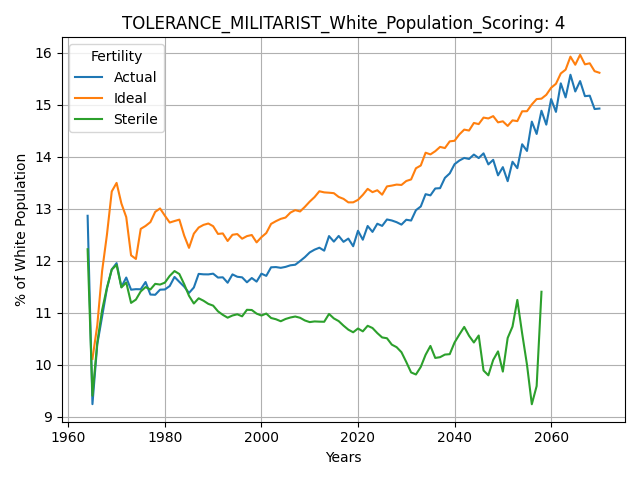 TOLERANCE_MILITARIST_White_Population_Scoring: 4
Fertility
Actual
Ideal
Sterile
% of White Population
16
15
14
13
12
11
10
9
1960
1980
2000
2020
2040
2060
Years